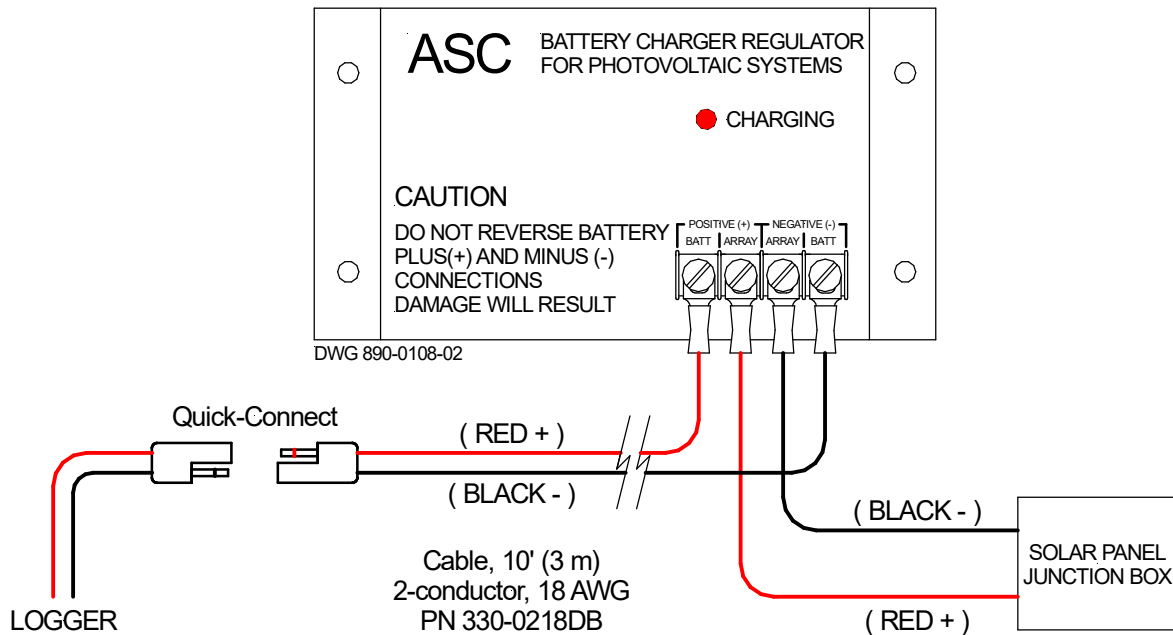 ASC
BATTERY CHARGER REGULATOR
FOR PHOTOVOLTAIC SYSTEMS
CHARGING
CAUTION
DO NOT REVERSE BATTERY
PLUS(+) AND MINUS (-)
CONNECTIONS
DAMAGE WILL RESULT
POSITIVE (+) NEGATIVE (-)
BATT ARRAY ARRAY BATT
DWG 890-0108-02
Quick-Connect
( RED + )
( BLACK - )
( BLACK - )
SOLAR PANEL
JUNCTION BOX
( RED + )
Cable, 10' (3 m)
2-conductor, 18 AWG
PN 330-0218DB
LOGGER